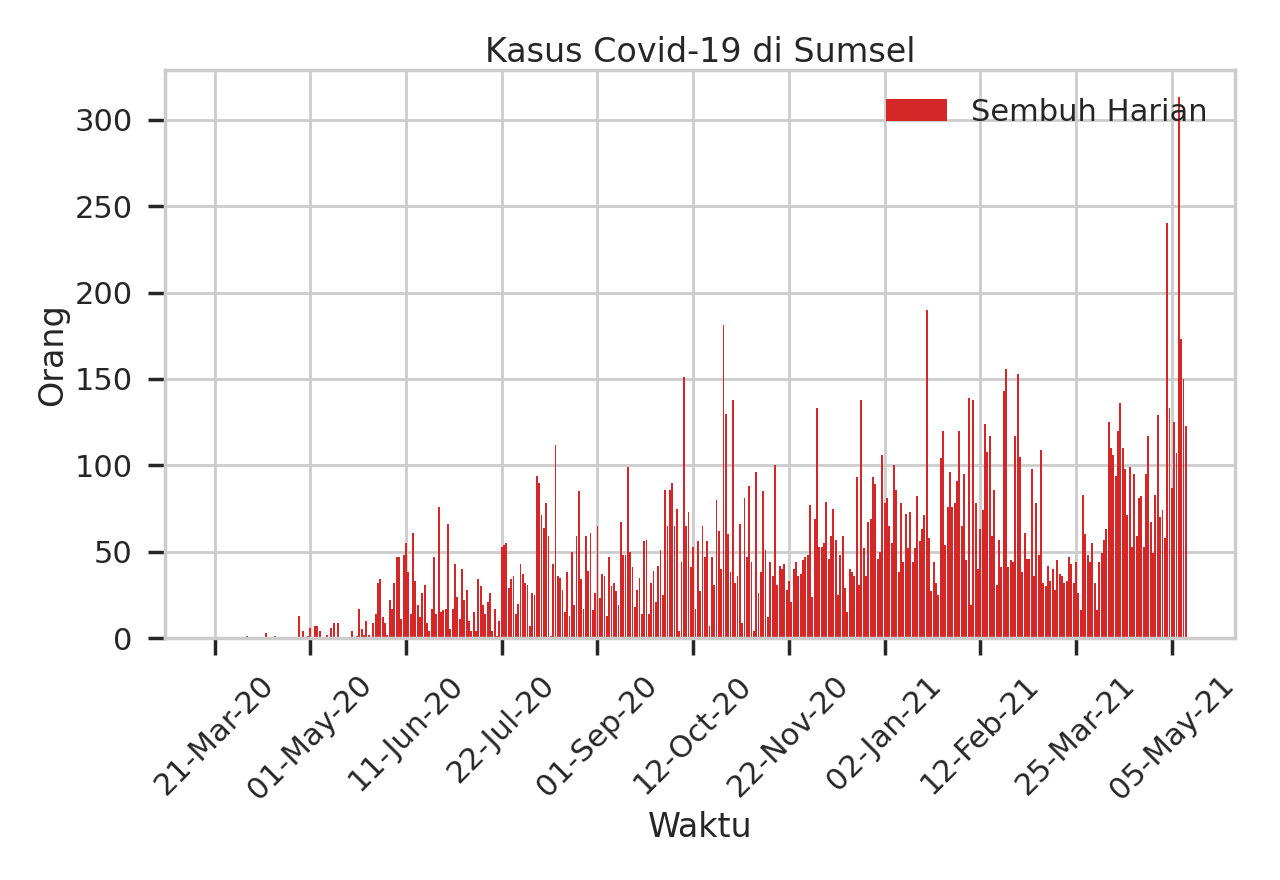 Kasus Covid-19 di Sumsel
Sembuh Harian
300
250
200
150
100
50
0
Orang
21-Mar-20
01-May-20
11-Jun-20
22-Jul-20
01-Sep-20
12-Oct-20
22-Nov-20
02-Jan-21
12-Feb-21
25-Mar-21
05-May-21
Waktu